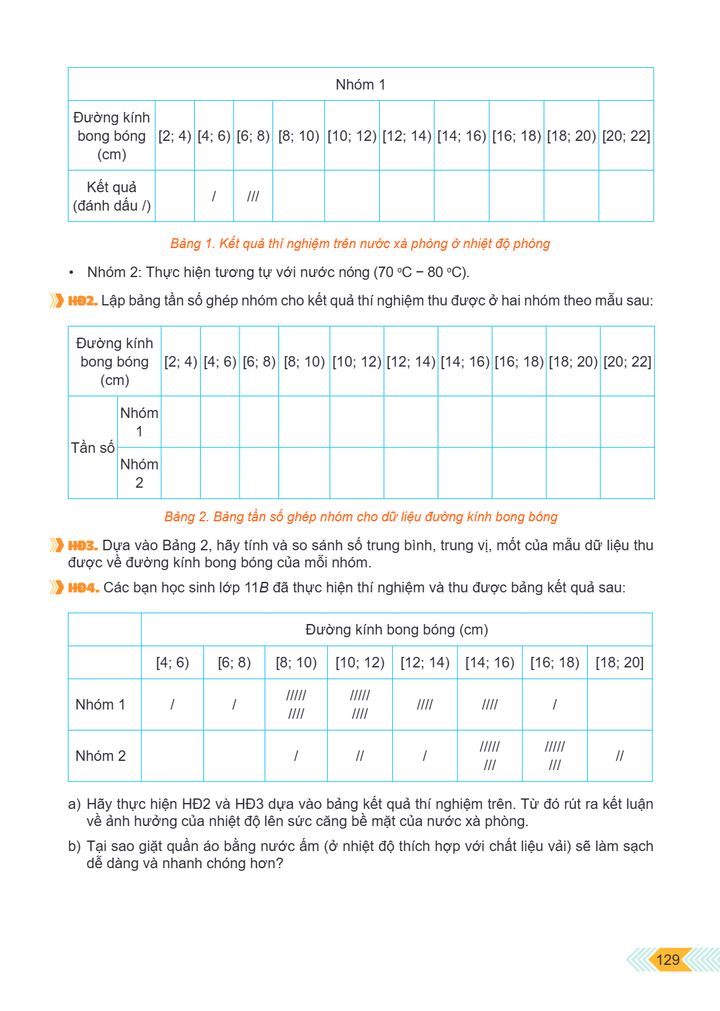 Nhóm 1
Đường kính bong bóng (cm) [2; 4) [4; 6) [6; 8) [8; 10) [10; 12) [12; 14) [14; 16) [16; 18) [18; 20) [20; 22]
Kết quả (đánh dấu /) / ///
Bảng 1. Kết quả thí nghiệm trên nước xà phòng ở nhiệt độ phòng
• Nhóm 2: Thực hiện tương tự với nước nóng (70 ºC – 80 ºC).
HĐ2. Lập bảng tần số ghép nhóm cho kết quả thí nghiệm thu được ở hai nhóm theo mẫu sau:
Đường kính bong bóng (cm) [2; 4) [4; 6) [6; 8) [8; 10) [10; 12) [12; 14) [14; 16) [16; 18) [18; 20) [20; 22]
Tần số
Nhóm 1
Nhóm 2
Bảng 2. Bảng tần số ghép nhóm cho dữ liệu đường kính bong bóng
HĐ3. Dựa vào Bảng 2, hãy tính và so sánh số trung bình, trung vị, mốt của mẫu dữ liệu thu
được về đường kính bong bóng của mỗi nhóm.
HĐ4. Các bạn học sinh lớp 11B đã thực hiện thí nghiệm và thu được bảng kết quả sau:
Đường kính bong bóng (cm)
[4; 6) [6; 8) [8; 10) [10; 12) [12; 14) [14; 16) [16; 18) [18; 20]
Nhóm 1 / / ///// //// ///// //// //// //// /
Nhóm 2 / // / ///// /// ///// /// //
a) Hãy thực hiện HĐ2 và HĐ3 dựa vào bảng kết quả thí nghiệm trên. Từ đó rút ra kết luận
về ảnh hưởng của nhiệt độ lên sức căng bề mặt của nước xà phòng.
b) Tại sao giặt quần áo bằng nước ấm (ở nhiệt độ thích hợp với chất liệu vải) sẽ làm sạch
dễ dàng và nhanh chóng hơn?
129